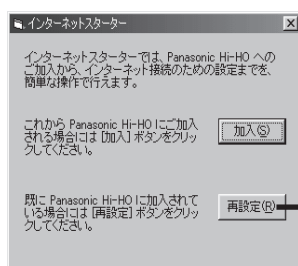 インターネットスターター
インターネットスターターでは、Panasonic Hi-HO への
ご加入から、インターネット接続のための設定までを、
簡単な操作で行えます。
これから Panasonic Hi-HO にご加入
される場合には [加入] ボタンをクリッ
クしてください。
加入(S)
既に Panasonic Hi-HO に加入されて
いる場合には [再設定] ボタンをクリッ
クしてください。
再設定(R)